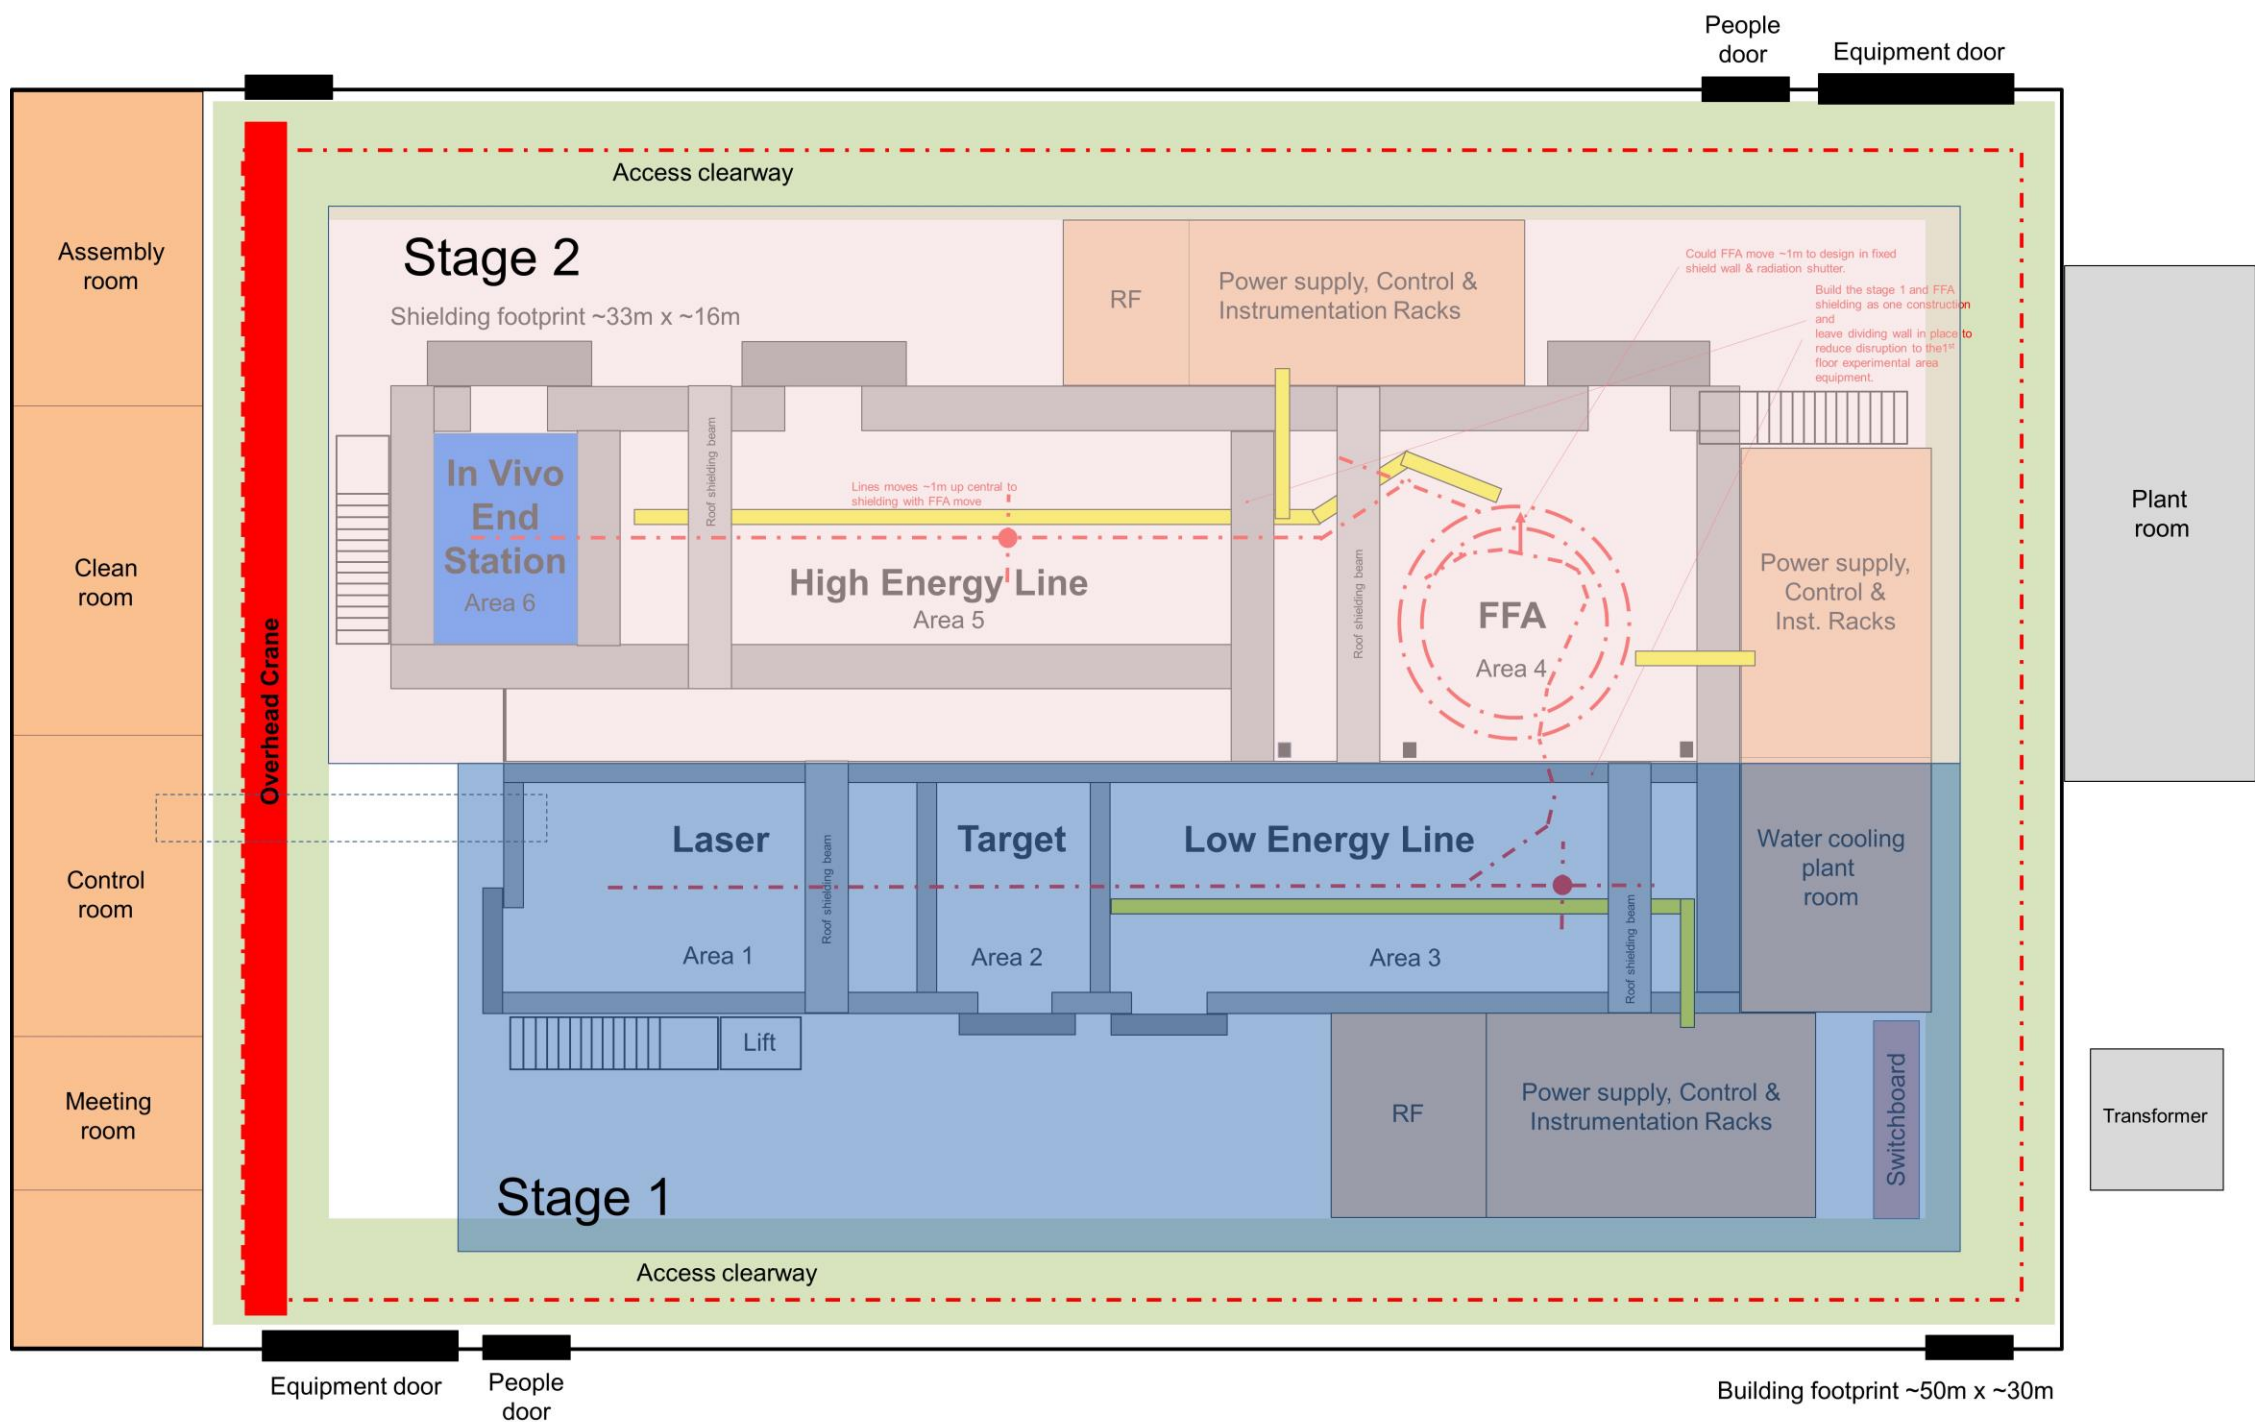 People
door
Equipment door
Access clearway
Assembly
room
Clean
room
Control
room
Meeting
room
Overhead Crane
Stage 2
Shielding footprint ~33m x ~16m
RF
Power supply, Control &
Instrumentation Racks
Could FFA move ~1m to design in fixed
shield wall & radiation shutter.
Build the stage 1 and FFA
shielding as one construction
and
leave dividing wall in place to
reduce disruption to the1st
floor experimental area
equipment.
Plant
room
In Vivo
End
Station
Area 6
Roof shielding beam
Lines moves ~1m up central to
shielding with FFA move
High Energy Line
Area 5
Roof shielding beam
FFA
Area 4
Power supply,
Control &
Inst. Racks
Laser
Area 1
Roof shielding beam
Target
Area 2
Low Energy Line
Area 3
Roof shielding beam
Water cooling
plant
room
Lift
RF
Power supply, Control &
Instrumentation Racks
Switchboard
Transformer
Stage 1
Access clearway
Equipment door
People
door
Building footprint ~50m x ~30m